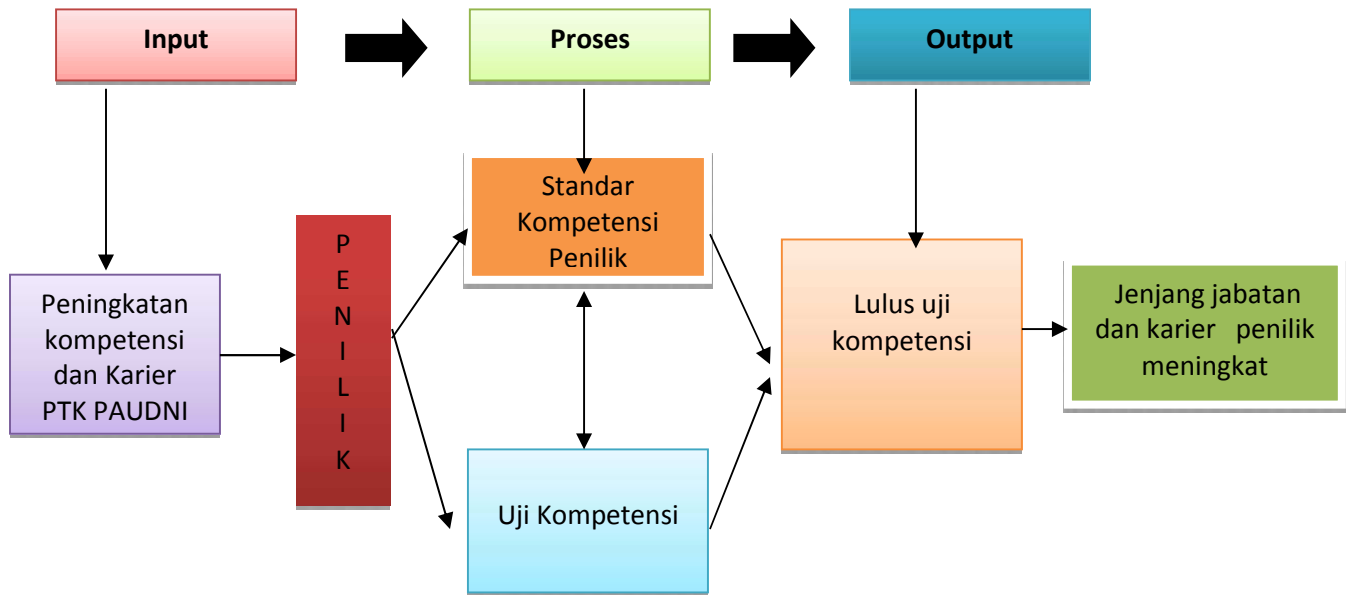 Input
Proses
Output
Peningkatan
kompetensi
dan Karier
PTK PAUDNI
P
E
N
I
L
I
K
Standar
Kompetensi
Penilik
Uji Kompetensi
Lulus uji
kompetensi
Jenjang jabatan
dan karier penilik
meningkat